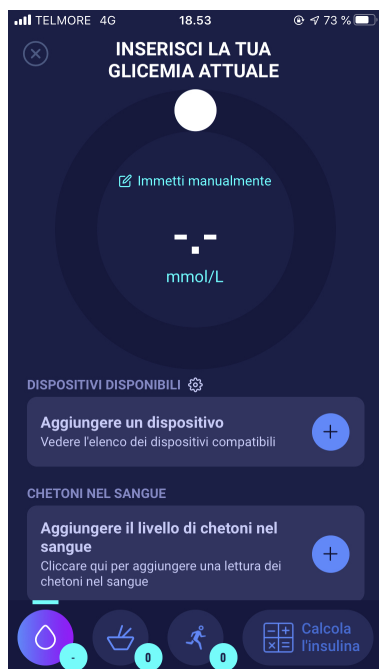 TELMORE 4G 18.53 73 %
INSERISCI LA TUA
GLICEMIA ATTUALE
Immetti manualmente
-.-
mmol/L
DISPOSITIVI DISPONIBILI
Aggiungere un dispositivo
Vedere l'elenco dei dispositivi compatibili
CHETONI NEL SANGUE
Aggiungere il livello di chetoni nel
sangue
Cliccare qui per aggiungere una lettura dei
chetoni nel sangue
- 0 0
Calcola
l'insulina